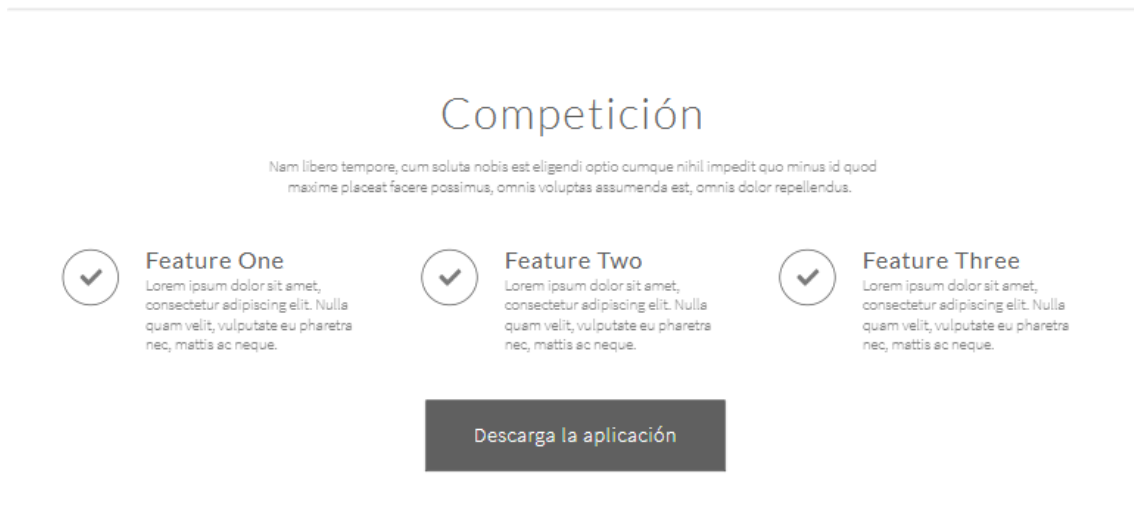 Competición
Nam libero tempore, cum soluta nobis est eligendi optio cumque nihil impedit quo minus id quod
maxime placeat facere possimus, omnis voluptas assumenda est, omnis dolor repellendus.
Feature One
Lorem ipsum dolor sit amet,
consectetur adipiscing elit. Nulla
quam velit, vulputate eu pharetra
nec, mattis ac neque.
Feature Two
Lorem ipsum dolor sit amet,
consectetur adipiscing elit. Nulla
quam velit, vulputate eu pharetra
nec, mattis ac neque.
Feature Three
Lorem ipsum dolor sit amet,
consectetur adipiscing elit. Nulla
quam velit, vulputate eu pharetra
nec, mattis ac neque.
Descarga la aplicación